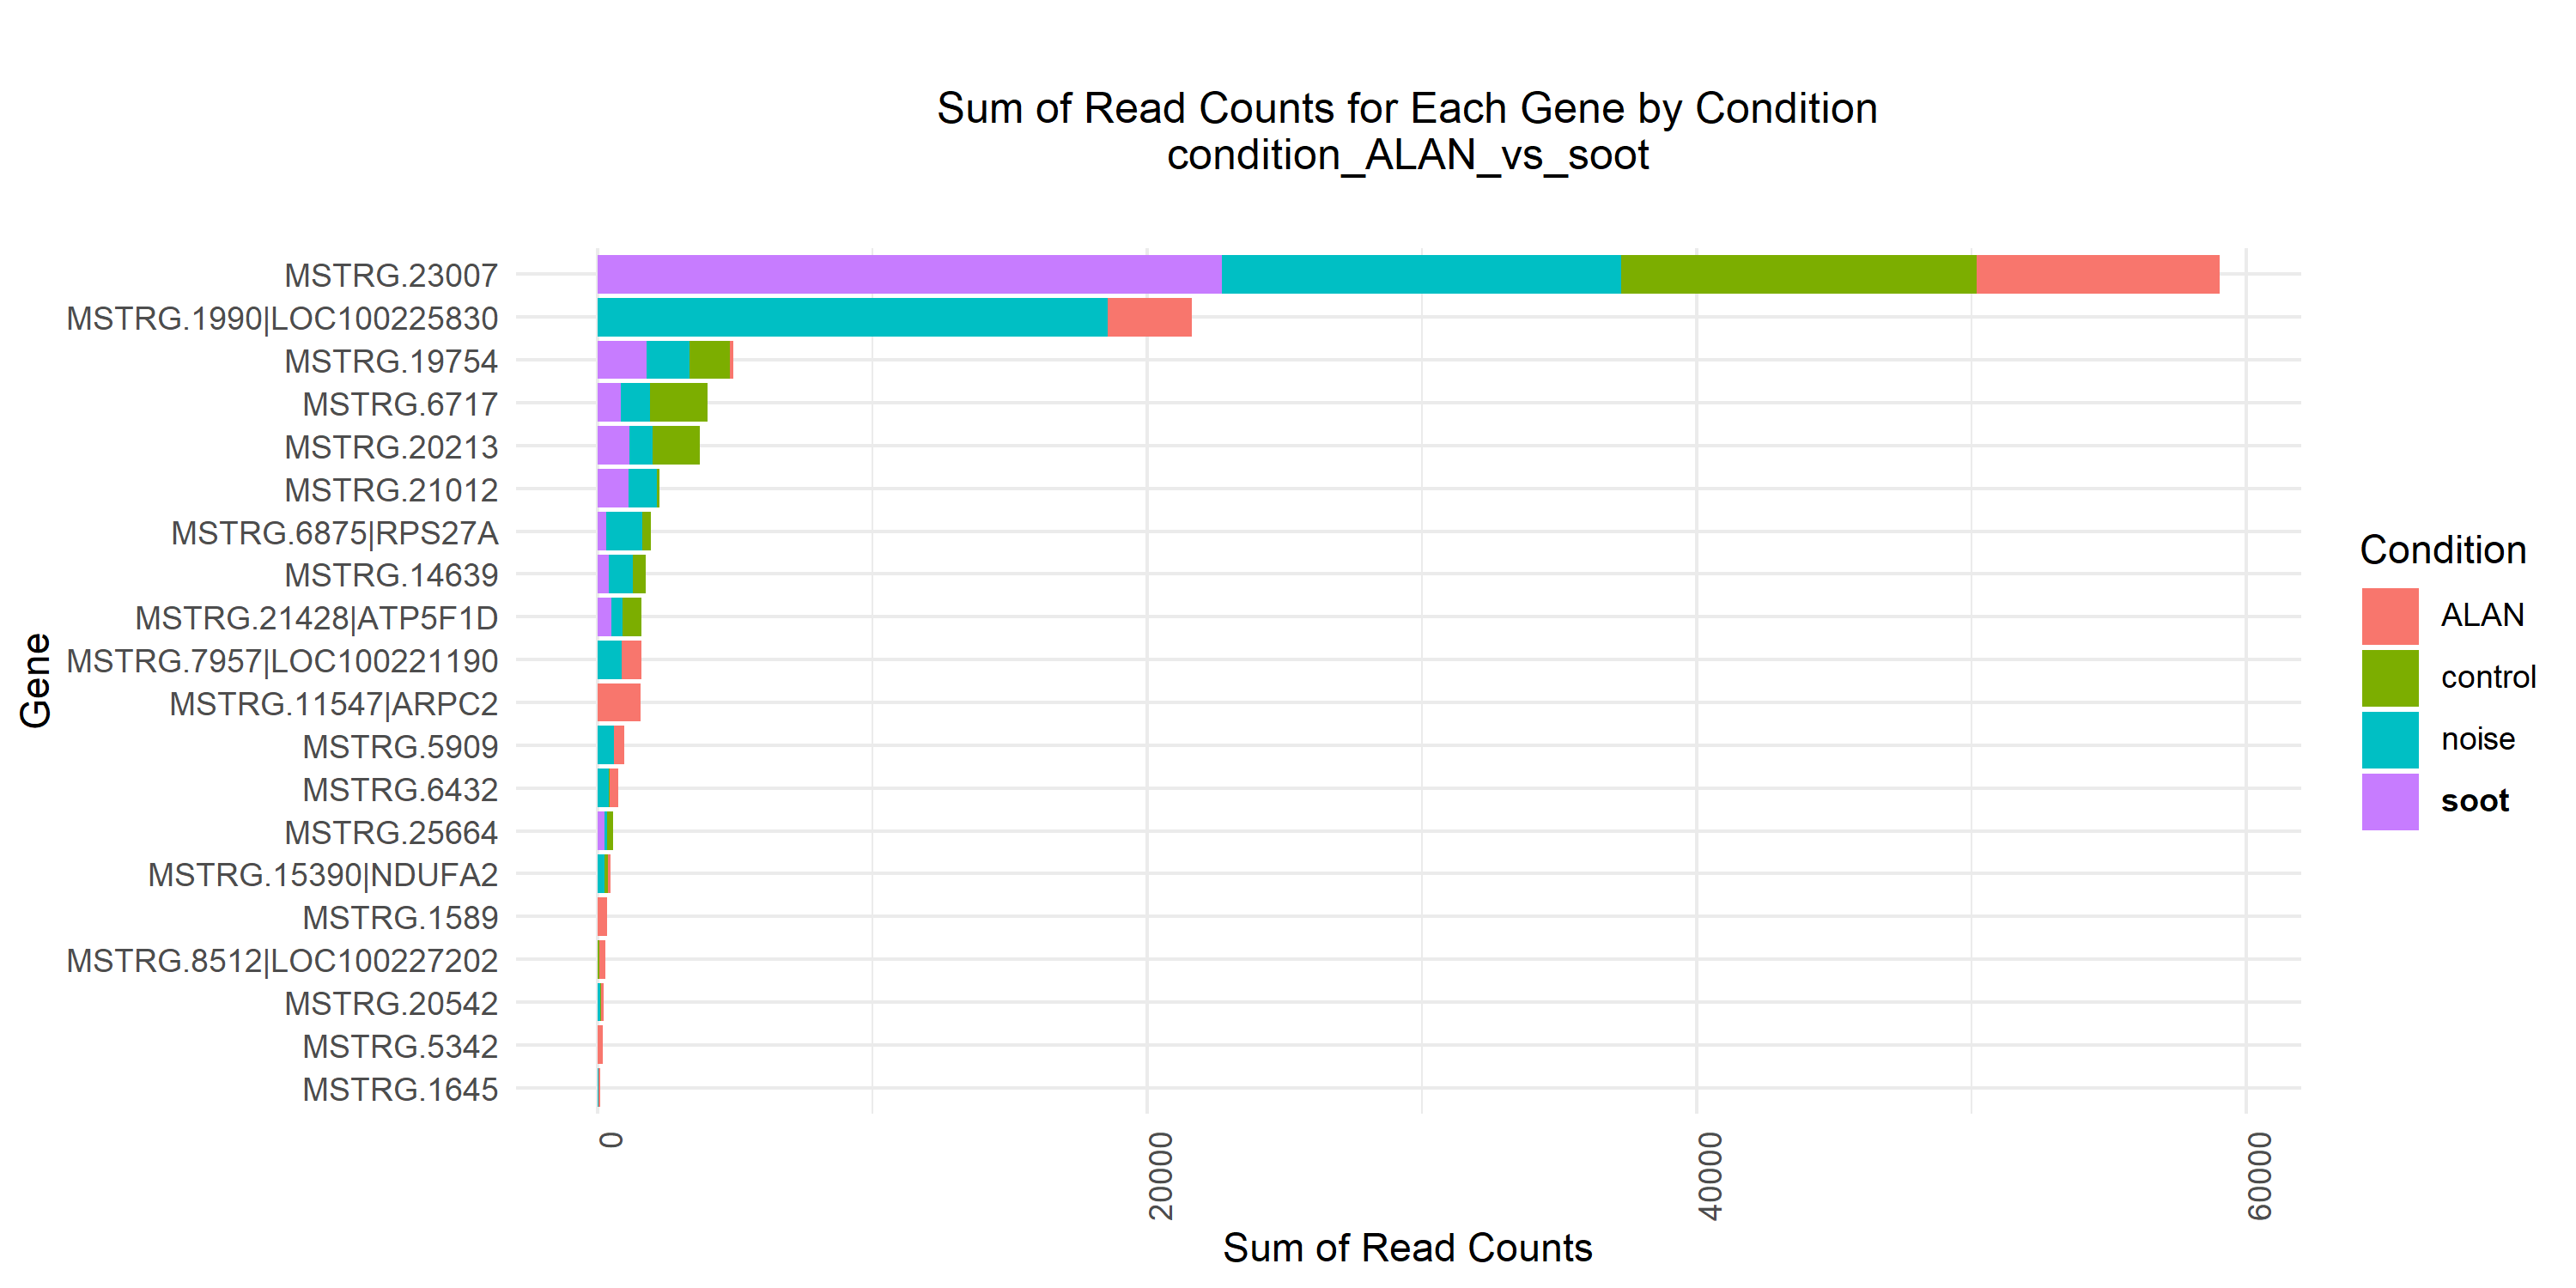 Sum of Read Counts for Each Gene by Condition
condition_ALAN_vs_soot
Gene
MSTRG.23007
MSTRG.1990|LOC100225830
MSTRG.19754
MSTRG.6717
MSTRG.20213
MSTRG.21012
MSTRG.6875|RPS27A
MSTRG.14639
MSTRG.21428|ATP5F1D
MSTRG.7957|LOC100221190
MSTRG.11547|ARPC2
MSTRG.5909
MSTRG.6432
MSTRG.25664
MSTRG.15390|NDUFA2
MSTRG.1589
MSTRG.8512|LOC100227202
MSTRG.20542
MSTRG.5342
MSTRG.1645
0
20000
40000
60000
Sum of Read Counts
Condition
ALAN
control
noise
soot